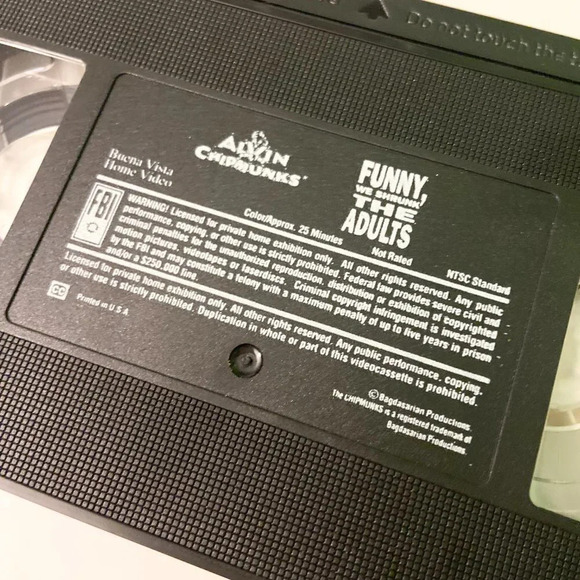 Do not touch the t
Buena Vista
Home Video
ALVIN
CHIPMUNKS
Color/Approx. 25 Minutes
FUNNY,
WE SHRUNK
THE
ADULTS
Not Rated
NTSC Standard
FBI
WARNING! Licensed for private home exhibition only. All other rights reserved. Any public
performance, copying, or other use is strictly prohibited. Federal law provides severe civil and
criminal penalties for the unauthorized reproduction, distribution or exhibition of copyrighted
motion pictures, videotapes or laserdiscs. Criminal copyright infringement is investigated
by the FBI and may constitute a felony with a maximum penalty of up to five years in prison
and/or a $250,000 fine.
Licensed for private home exhibition only. All other rights reserved. Any public performance, copying,
or other use is strictly prohibited. Duplication in whole or part of this videocassette is prohibited.
CC
Printed in U.S.A.
© Bagdasarian Productions.
The CHIPMUNKS is a registered trademark of
Bagdasarian Productions.